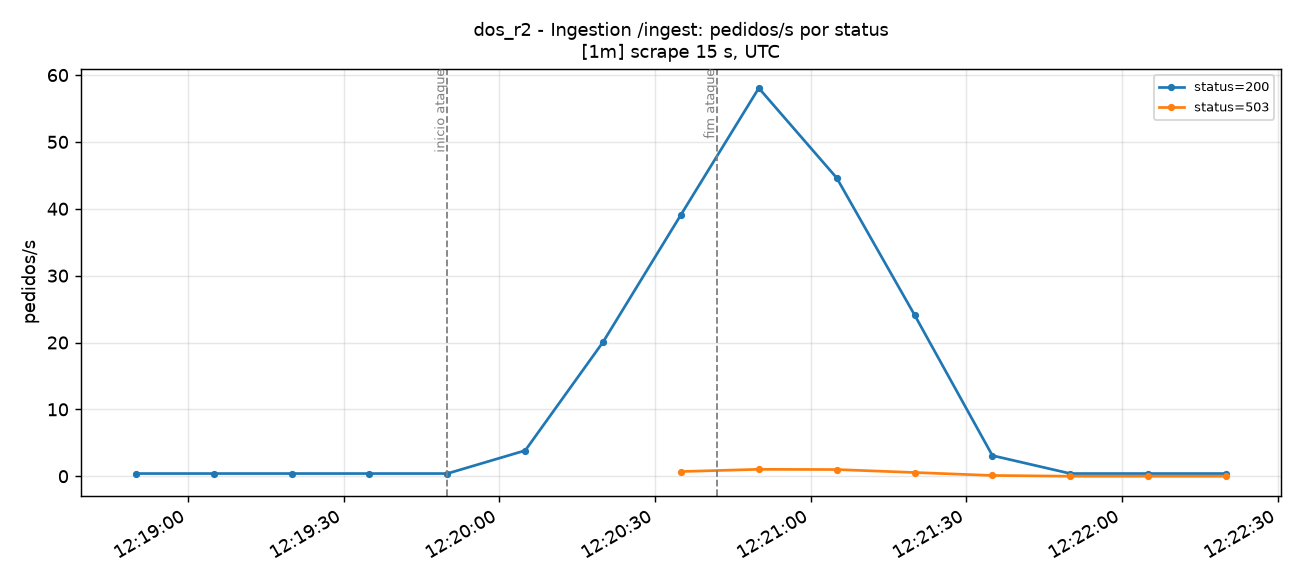 dos_r2 - Ingestion /ingest: pedidos/s por status
[1m] scrape 15 s, UTC
pedidos/s
60
50
40
30
20
10
0
inicio ataque
fim ataque
status=200
status=503
12:19:00
12:19:30
12:20:00
12:20:30
12:21:00
12:21:30
12:22:00
12:22:30